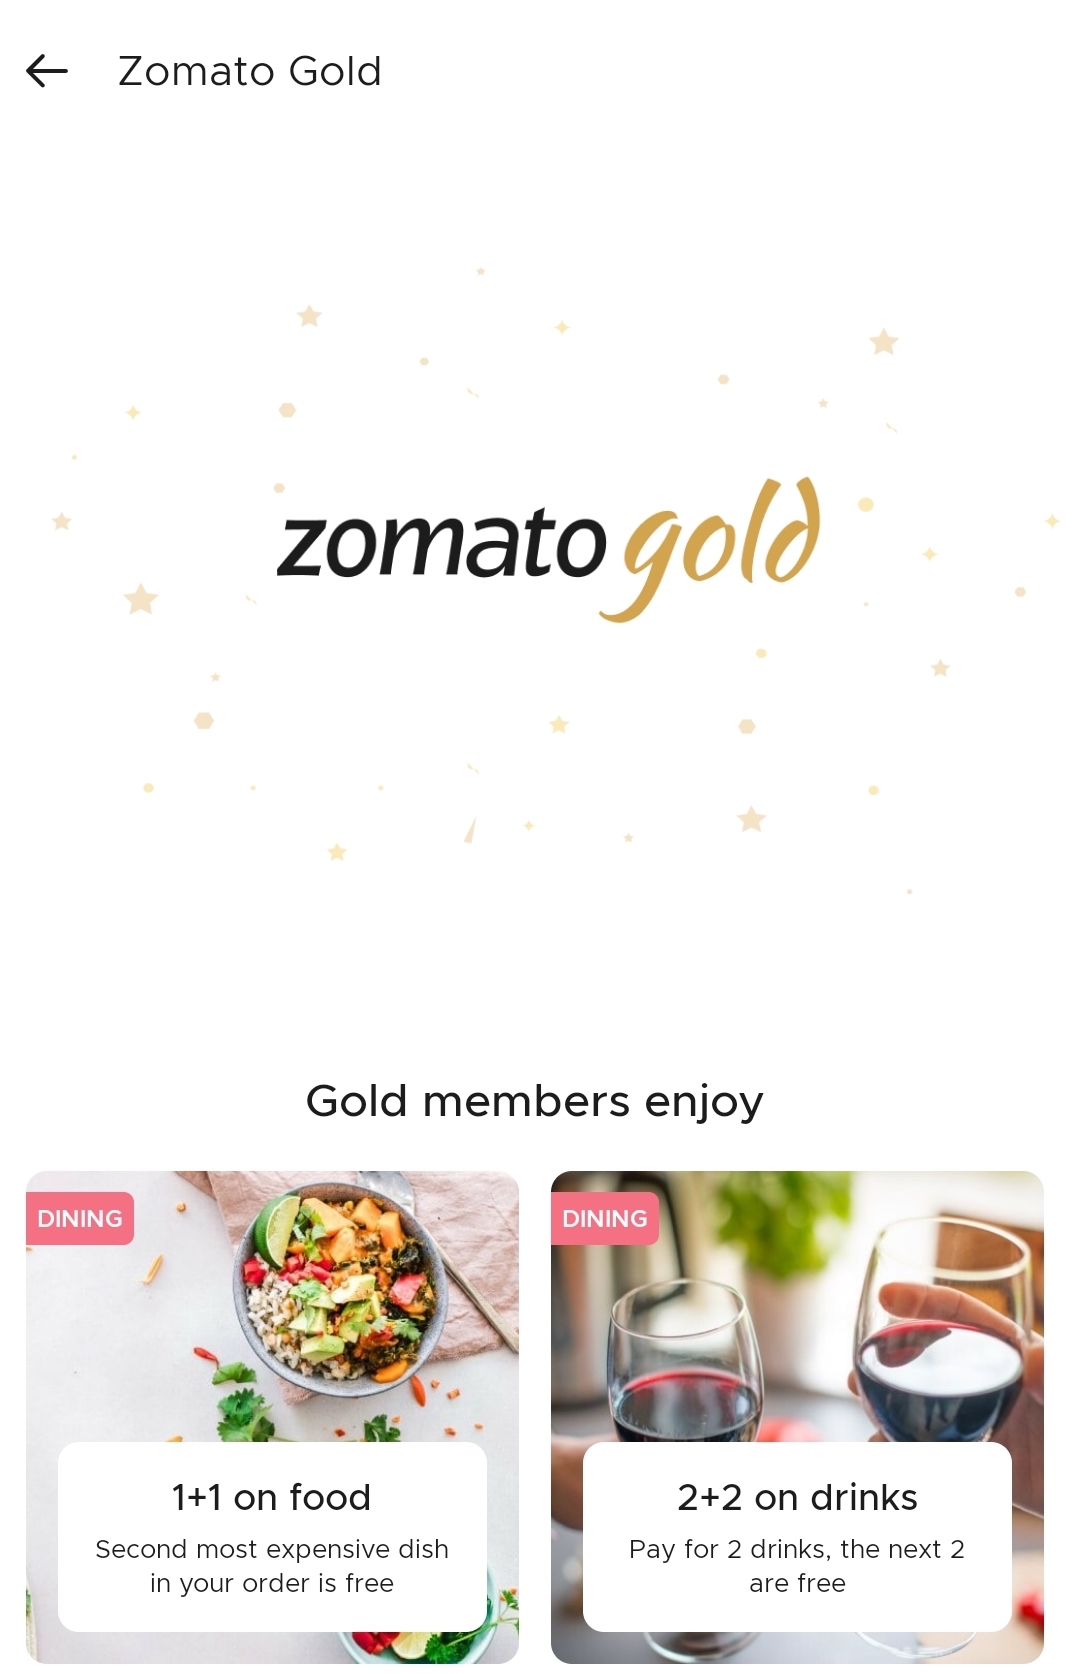 Zomato Gold
zomato gold
Gold members enjoy
DINING
1+1 on food
Second most expensive dish
in your order is free
DINING
2+2 on drinks
Pay for 2 drinks, the next 2
are free